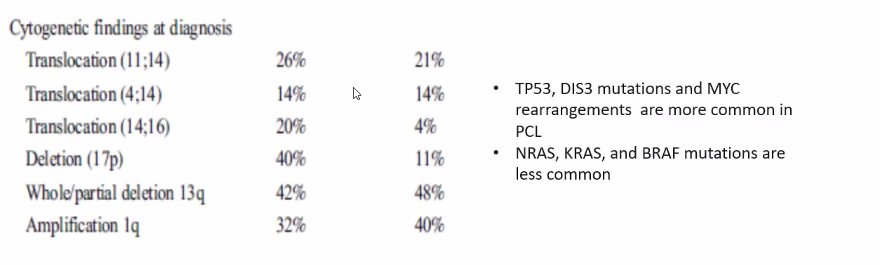 Cytogenetic findings at diagnosis
Translocation (11;14) 26% 21%
Translocation (4;14) 14% 14%
Translocation (14;16) 20% 4%
Deletion (17p) 40% 11%
Whole/partial deletion 13q 42% 48%
Amplification 1q 32% 40%
• TP53, DIS3 mutations and MYC
rearrangements are more common in
PCL
• NRAS, KRAS, and BRAF mutations are
less common